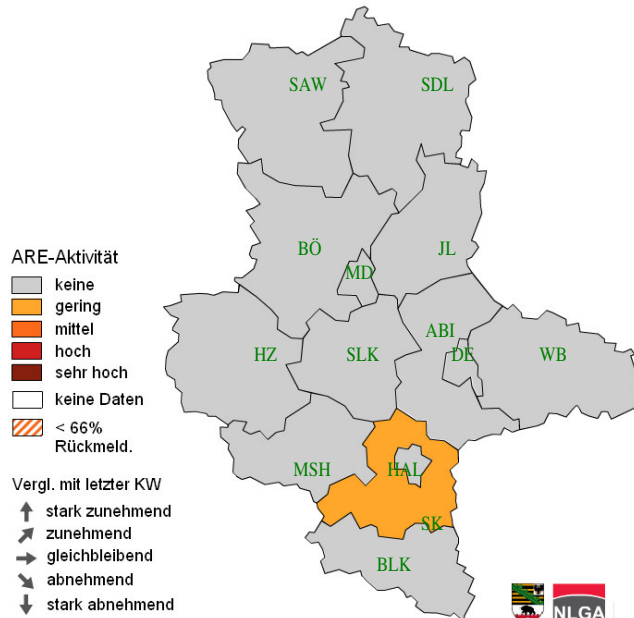 SAW
SDL
BÖ
MD
JL
ARE-Aktivität
keine
gering
mittel
hoch
sehr hoch
keine Daten
< 66%
Rückmeld.
HZ
SLK
ABI
DE
WB
MSH
HAL
SK
BLK
Vergl. mit letzter KW
stark zunehmend
zunehmend
gleichbleibend
abnehmend
stark abnehmend
NLGA